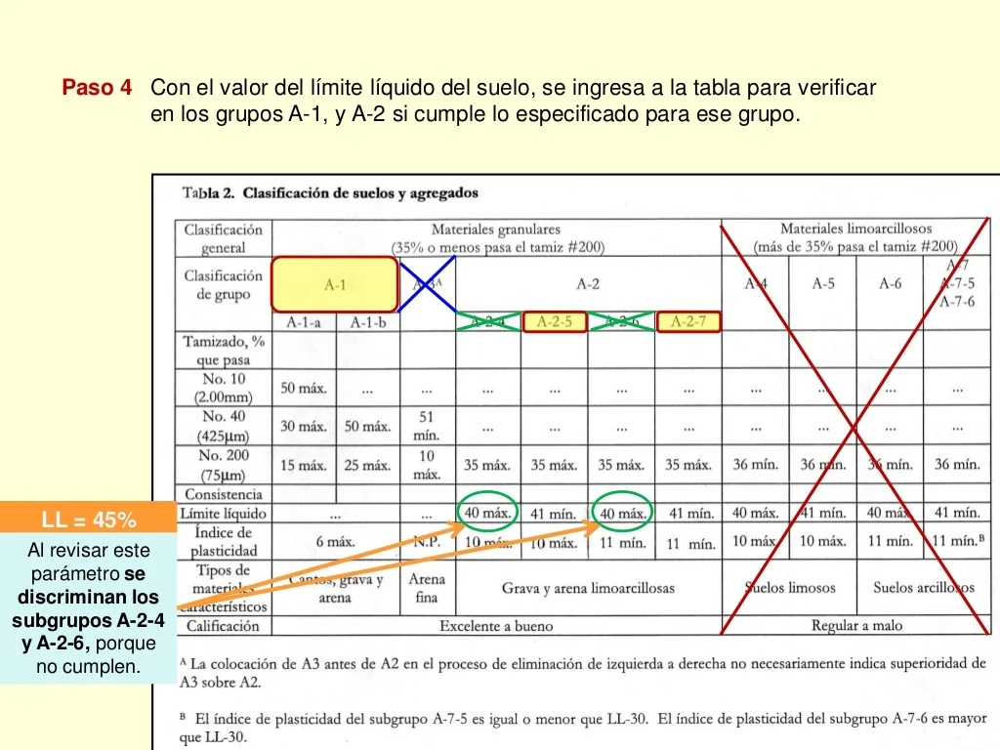 Paso 4 Con el valor del límite líquido del suelo, se ingresa a la tabla para verificar
en los grupos A-1, y A-2 si cumple lo especificado para ese grupo.
Tabla 2. Clasificación de suelos y agregados
Clasificación general Materiales granulares (35% o menos pasa el tamiz #200) Materiales limoarcillosos (más de 35% pasa el tamiz #200)
Clasificación de grupo A-1 A-3ᴬ A-2 A-4 A-5 A-6 A-7 A-7-5 A-7-6
A-1-a A-1-b A-2-4 A-2-5 A-2-6 A-2-7
Tamizado, % que pasa
No. 10 (2.00mm) 50 máx. ... ... ... ... ... ... ... ... ... ...
No. 40 (425µm) 30 máx. 50 máx. 51 mín. ... ... ... ... ... ... ... ...
No. 200 (75µm) 15 máx. 25 máx. 10 máx. 35 máx. 35 máx. 35 máx. 35 máx. 36 mín. 36 mín. 36 mín. 36 mín.
Consistencia
Límite líquido ... ... 40 máx. 41 mín. 40 máx. 41 mín. 40 máx. 41 mín. 40 máx. 41 mín.
Índice de plasticidad 6 máx. N.P. 10 máx. 10 máx. 11 mín. 11 mín. 10 máx. 10 máx. 11 mín. 11 mín.ᴮ
Tipos de materiales característicos Cantos, grava y arena Arena fina Grava y arena limoarcillosas Suelos limosos Suelos arcillosos
Calificación Excelente a bueno Regular a malo
LL = 45%
Al revisar este
parámetro se
discriminan los
subgrupos A-2-4
y A-2-6, porque
no cumplen.
ᴬ La colocación de A3 antes de A2 en el proceso de eliminación de izquierda a derecha no necesariamente indica superioridad de
A3 sobre A2.
ᴮ El índice de plasticidad del subgrupo A-7-5 es igual o menor que LL-30. El índice de plasticidad del subgrupo A-7-6 es mayor
que LL-30.